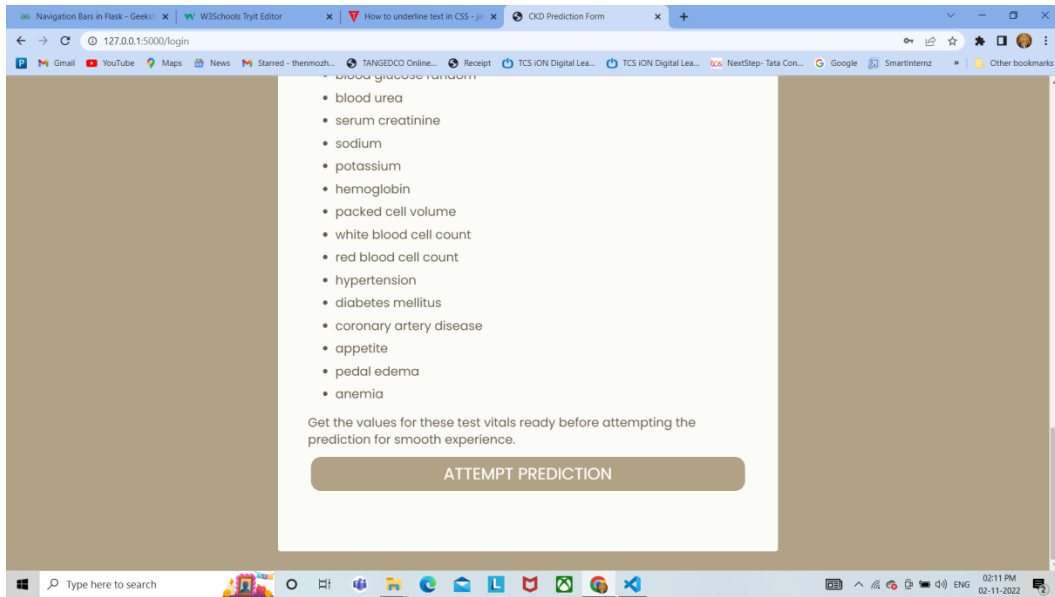 Navigation Bars in Flask - Geeksf
W3Schools Tryit Editor
How to underline text in CSS - ja
CKD Prediction Form
127.0.0.1:5000/login
Gmail
YouTube
Maps
News
Starred - thenmozh...
TANGEDCO Online...
Receipt
TCS iON Digital Lea...
TCS iON Digital Lea...
NextStep- Tata Con...
Google
SmartInternz
»
Other bookmarks
blood glucose random
blood urea
serum creatinine
sodium
potassium
hemoglobin
packed cell volume
white blood cell count
red blood cell count
hypertension
diabetes mellitus
coronary artery disease
appetite
pedal edema
anemia
Get the values for these test vitals ready before attempting the
prediction for smooth experience.
ATTEMPT PREDICTION
Type here to search
ENG
02:11 PM
02-11-2022
2